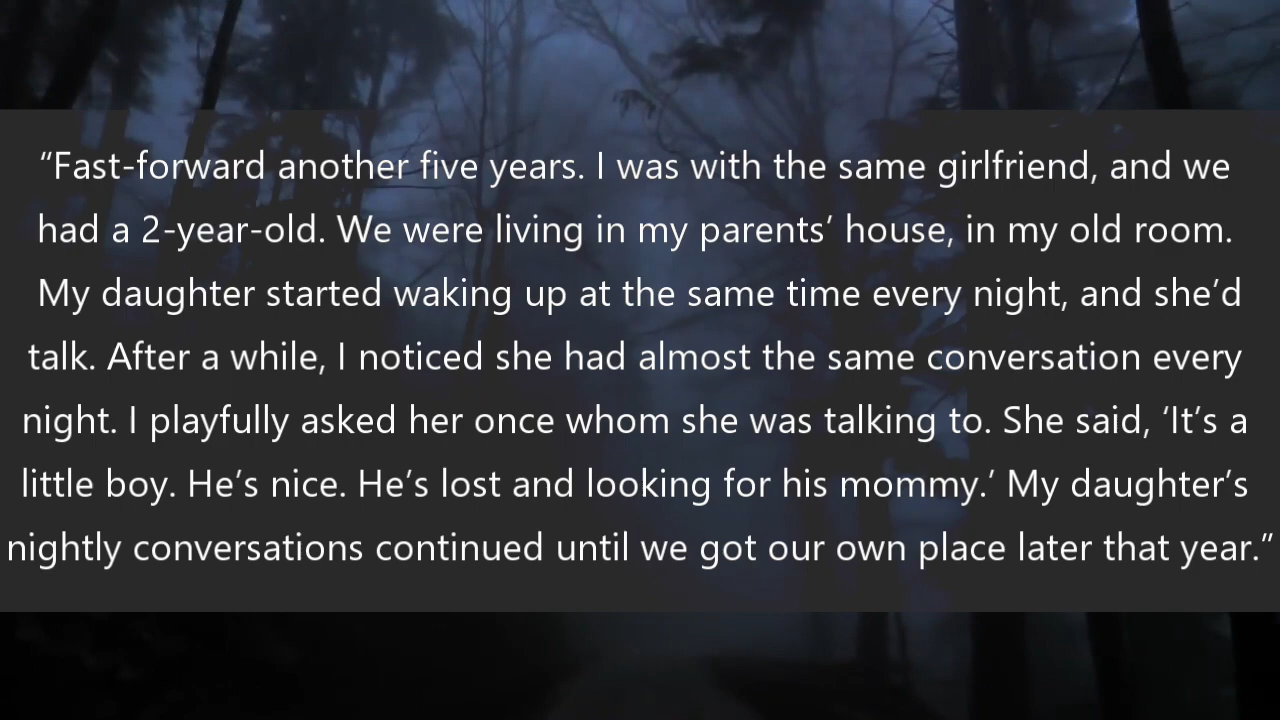 “Fast-forward another five years. I was with the same girlfriend, and we
had a 2-year-old. We were living in my parents’ house, in my old room.
My daughter started waking up at the same time every night, and she’d
talk. After a while, I noticed she had almost the same conversation every
night. I playfully asked her once whom she was talking to. She said, ‘It’s a
little boy. He’s nice. He’s lost and looking for his mommy.’ My daughter’s
nightly conversations continued until we got our own place later that year.”